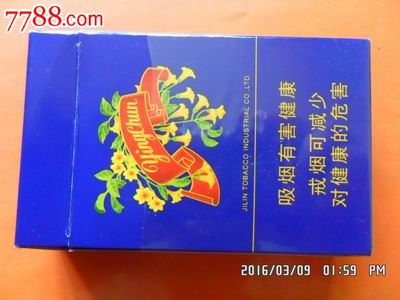 7788.com
YingChun
JILIN TOBACCO INDUSTRIAL CO.,LTD.
吸烟有害健康
戒烟可减少
对健康的危害
2016/03/09 01:59 PM